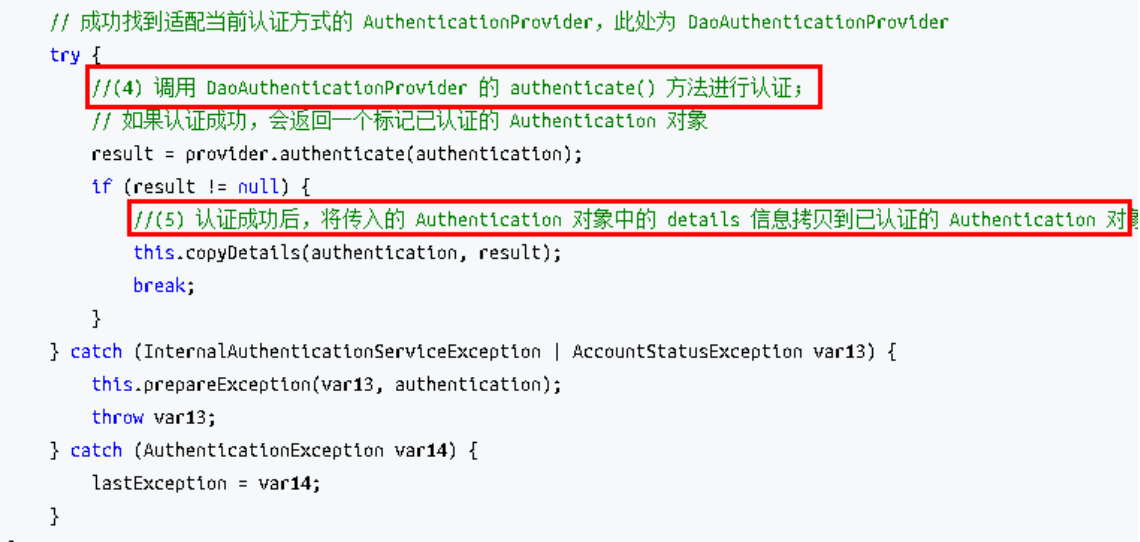 // 成功找到适配当前认证方式的 AuthenticationProvider，此处为 DaoAuthenticationProvider
try {
//(4) 调用 DaoAuthenticationProvider 的 authenticate() 方法进行认证；
// 如果认证成功，会返回一个标记已认证的 Authentication 对象
result = provider.authenticate(authentication);
if (result != null) {
//(5) 认证成功后，将传入的 Authentication 对象中的 details 信息拷贝到已认证的 Authentication 对象
this.copyDetails(authentication, result);
break;
}
} catch (InternalAuthenticationServiceException | AccountStatusException var13) {
this.prepareException(var13, authentication);
throw var13;
} catch (AuthenticationException var14) {
lastException = var14;
}